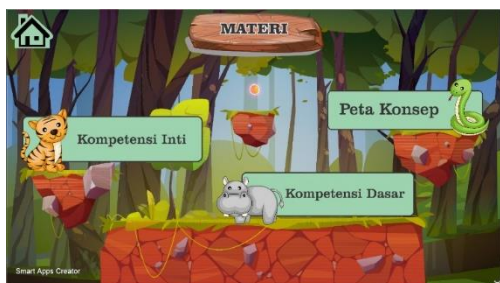 MATERI
Peta Konsep
Kompetensi Inti
Kompetensi Dasar
Smart Apps Creator